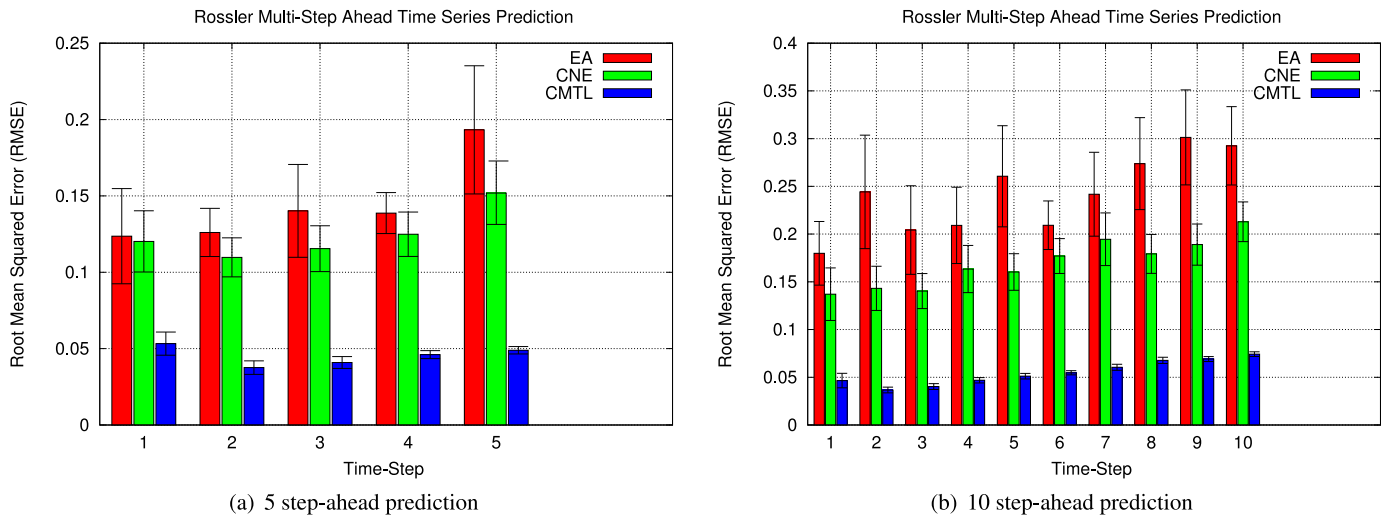 Rossler Multi-Step Ahead Time Series Prediction
0.25
0.2
0.15
0.1
0.05
0
Root Mean Squared Error (RMSE)
EA
CNE
CMTL
1 2 3 4 5
Time-Step
(a) 5 step-ahead prediction
Rossler Multi-Step Ahead Time Series Prediction
0.4
0.35
0.3
0.25
0.2
0.15
0.1
0.05
0
Root Mean Squared Error (RMSE)
EA
CNE
CMTL
1 2 3 4 5 6 7 8 9 10
Time-Step
(b) 10 step-ahead prediction